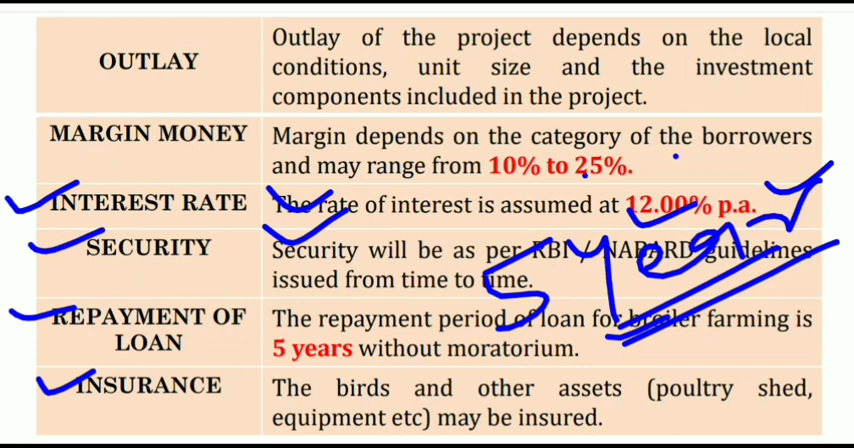 OUTLAY
Outlay of the project depends on the local
conditions, unit size and the investment
components included in the project.
MARGIN MONEY
Margin depends on the category of the borrowers
and may range from 10% to 25%.
INTEREST RATE
The rate of interest is assumed at 12.00% p.a.
SECURITY
Security will be as per RBI / NABARD guidelines
issued from time to time.
REPAYMENT OF
LOAN
The repayment period of loan for broiler farming is
5 years without moratorium.
INSURANCE
The birds and other assets (poultry shed,
equipment etc) may be insured.
5 Year